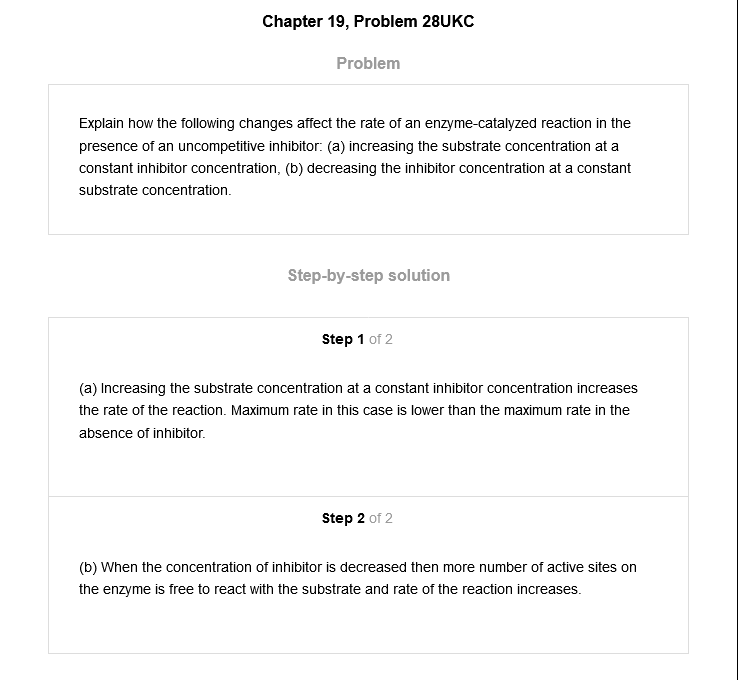 Chapter 19, Problem 28UKC
Problem
Explain how the following changes affect the rate of an enzyme-catalyzed reaction in the
presence of an uncompetitive inhibitor: (a) increasing the substrate concentration at a
constant inhibitor concentration, (b) decreasing the inhibitor concentration at a constant
substrate concentration.
Step-by-step solution
Step 1 of 2
(a) Increasing the substrate concentration at a constant inhibitor concentration increases
the rate of the reaction. Maximum rate in this case is lower than the maximum rate in the
absence of inhibitor.
Step 2 of 2
(b) When the concentration of inhibitor is decreased then more number of active sites on
the enzyme is free to react with the substrate and rate of the reaction increases.